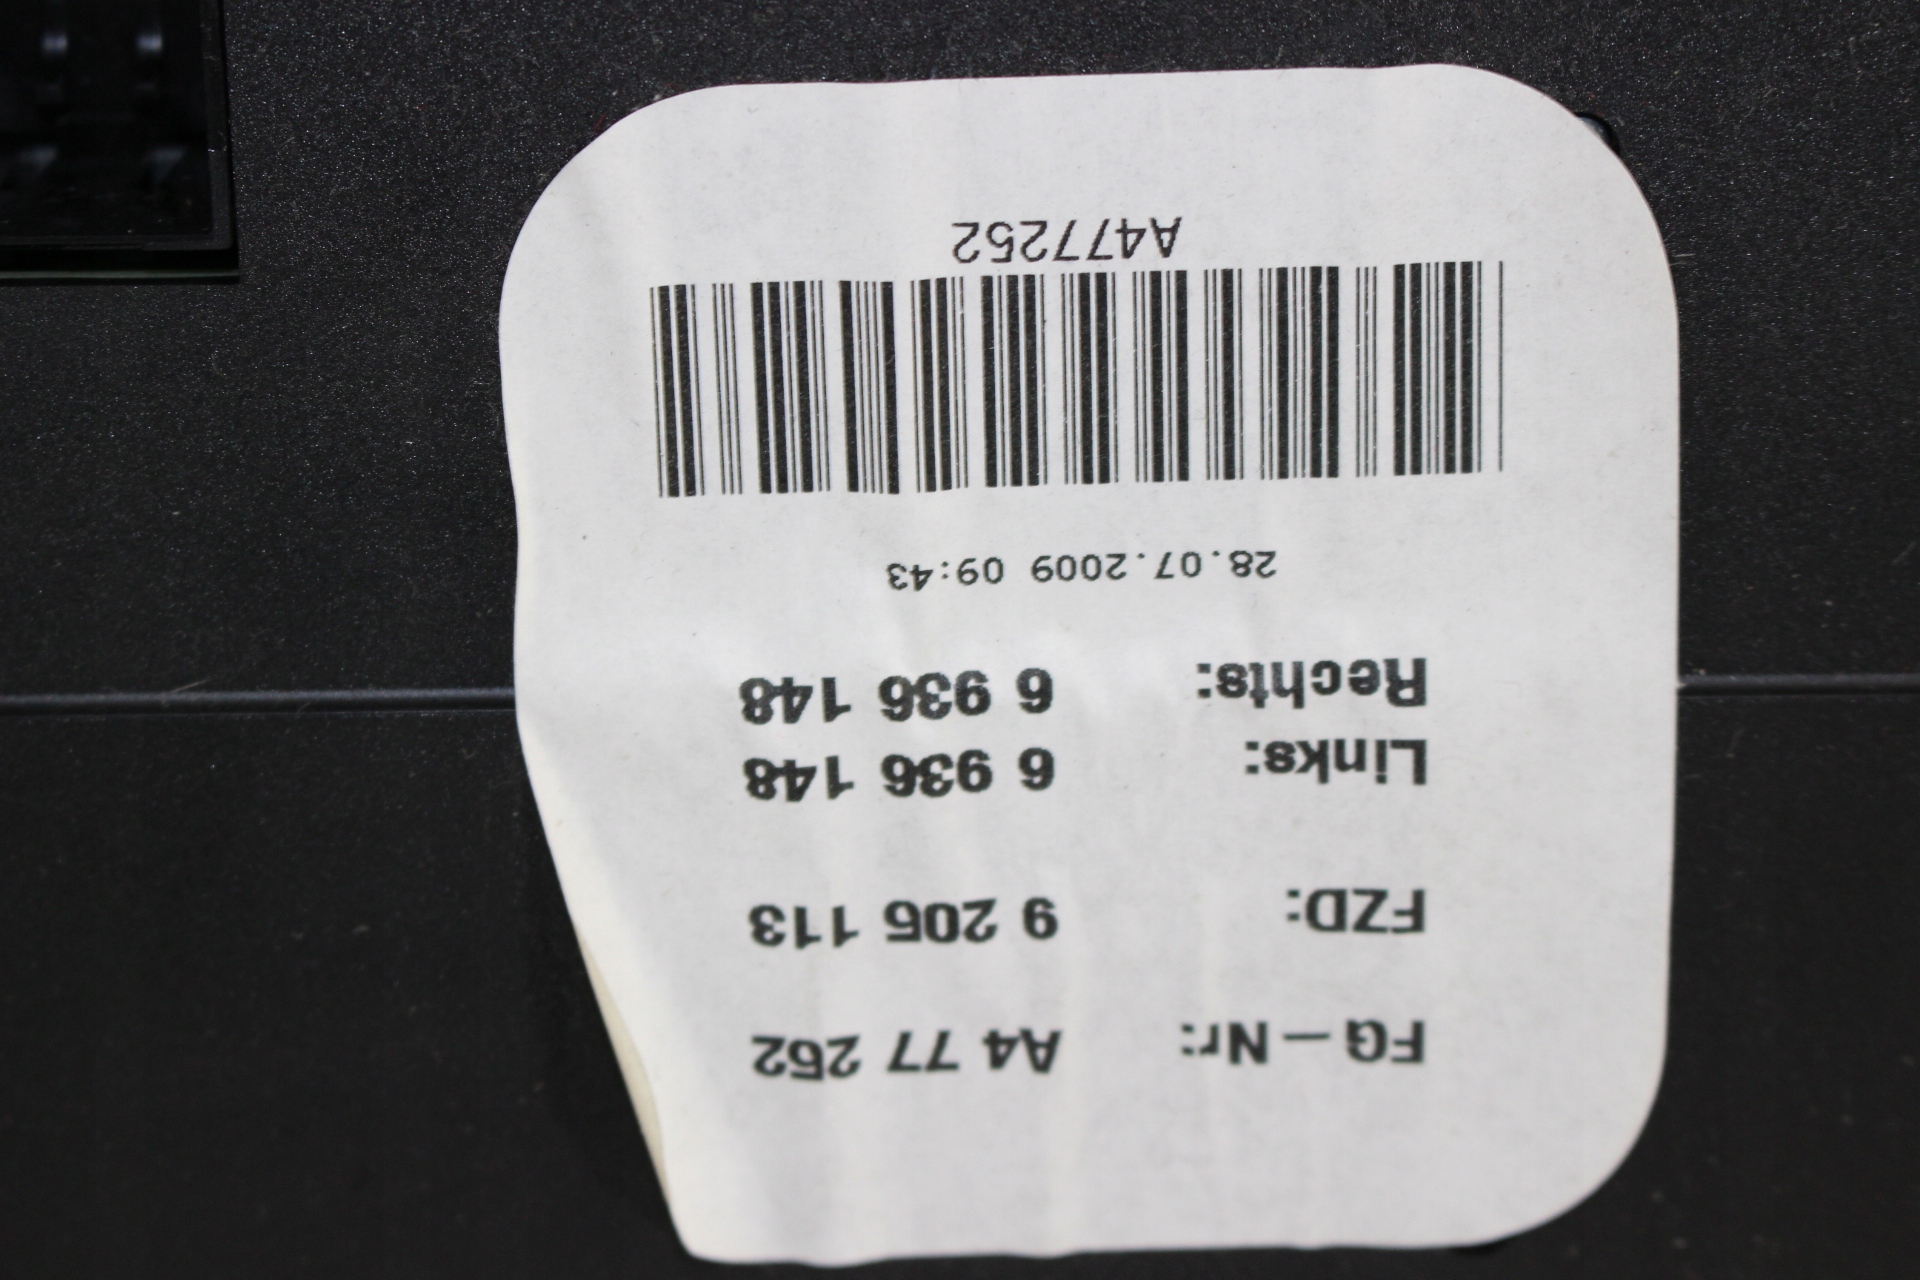 FG – Nr: A4 77 252
FZD: 9 205 113
Links: 6 936 148
Rechts: 6 936 148
28.07.2009 09:43
A477252